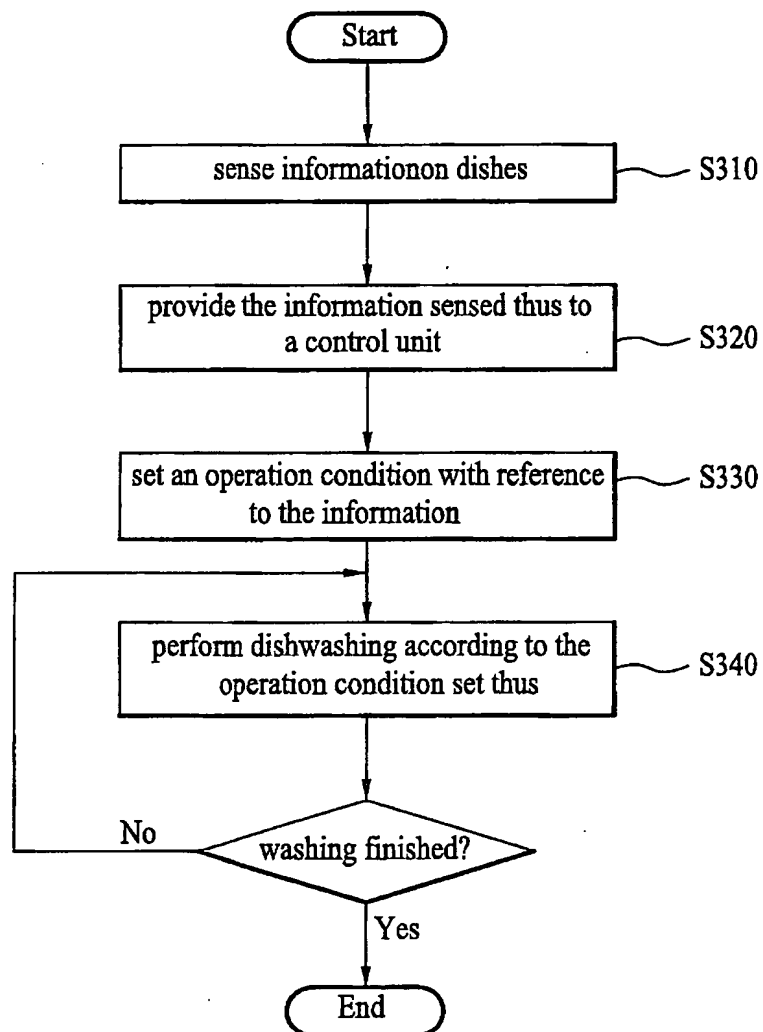 Start
sense informationon dishes
S310
provide the information sensed thus to
a control unit
S320
set an operation condition with reference
to the information
S330
perform dishwashing according to the
operation condition set thus
S340
washing finished?
No
Yes
End